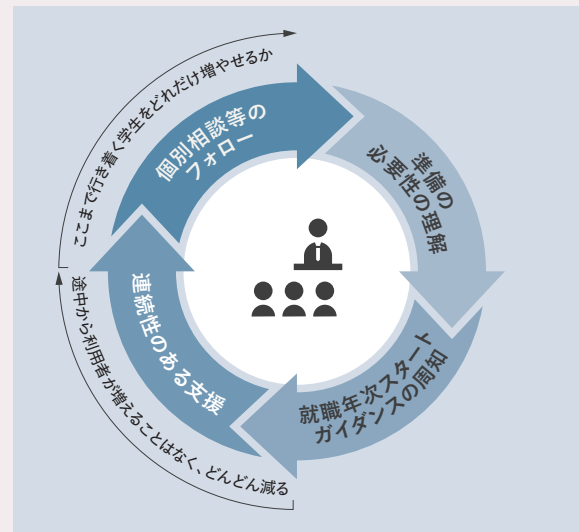 ここまで行き着く学生をどれだけ増やせるか
個別相談等の
フォロー
準備の
必要性の理解
就職年次スタート
ガイダンスの周知
連続性のある支援
途中から利用者が増えることはなく、どんどん減る